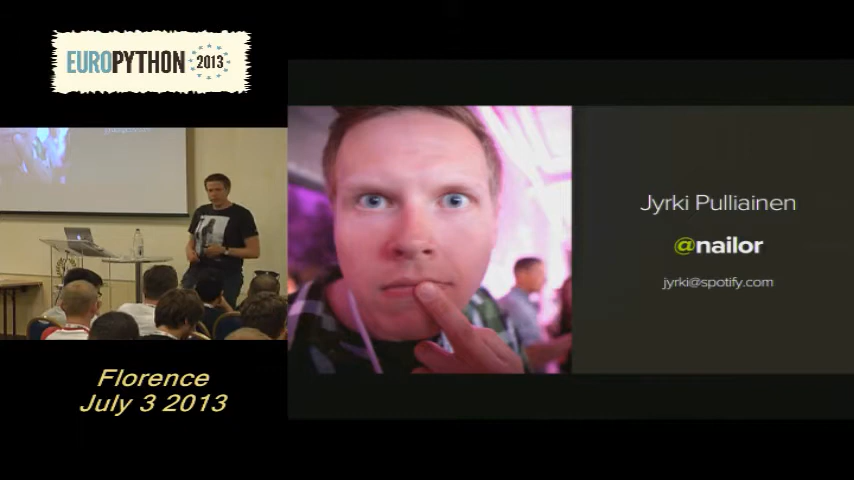 EUROPYTHON 2013
Jyrki Pulliainen
@nailor
jyrki@spotify.com
Florence
July 3 2013